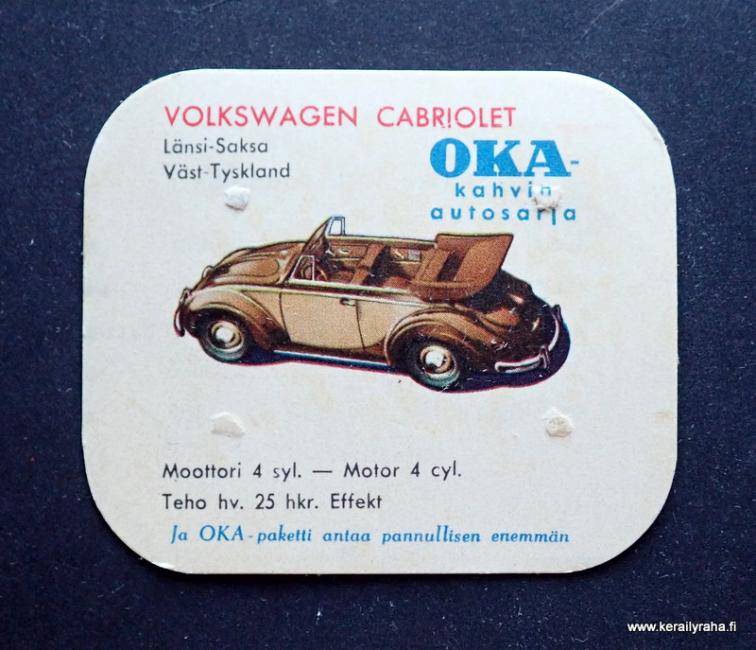 VOLKSWAGEN CABRIOLET
Länsi-Saksa
Väst-Tyskland
OKA-
kahvin
autosarja
Moottori 4 syl. — Motor 4 cyl.
Teho hv. 25 hkr. Effekt
Ja OKA-paketti antaa pannullisen enemmän
www.kerailyraha.fi